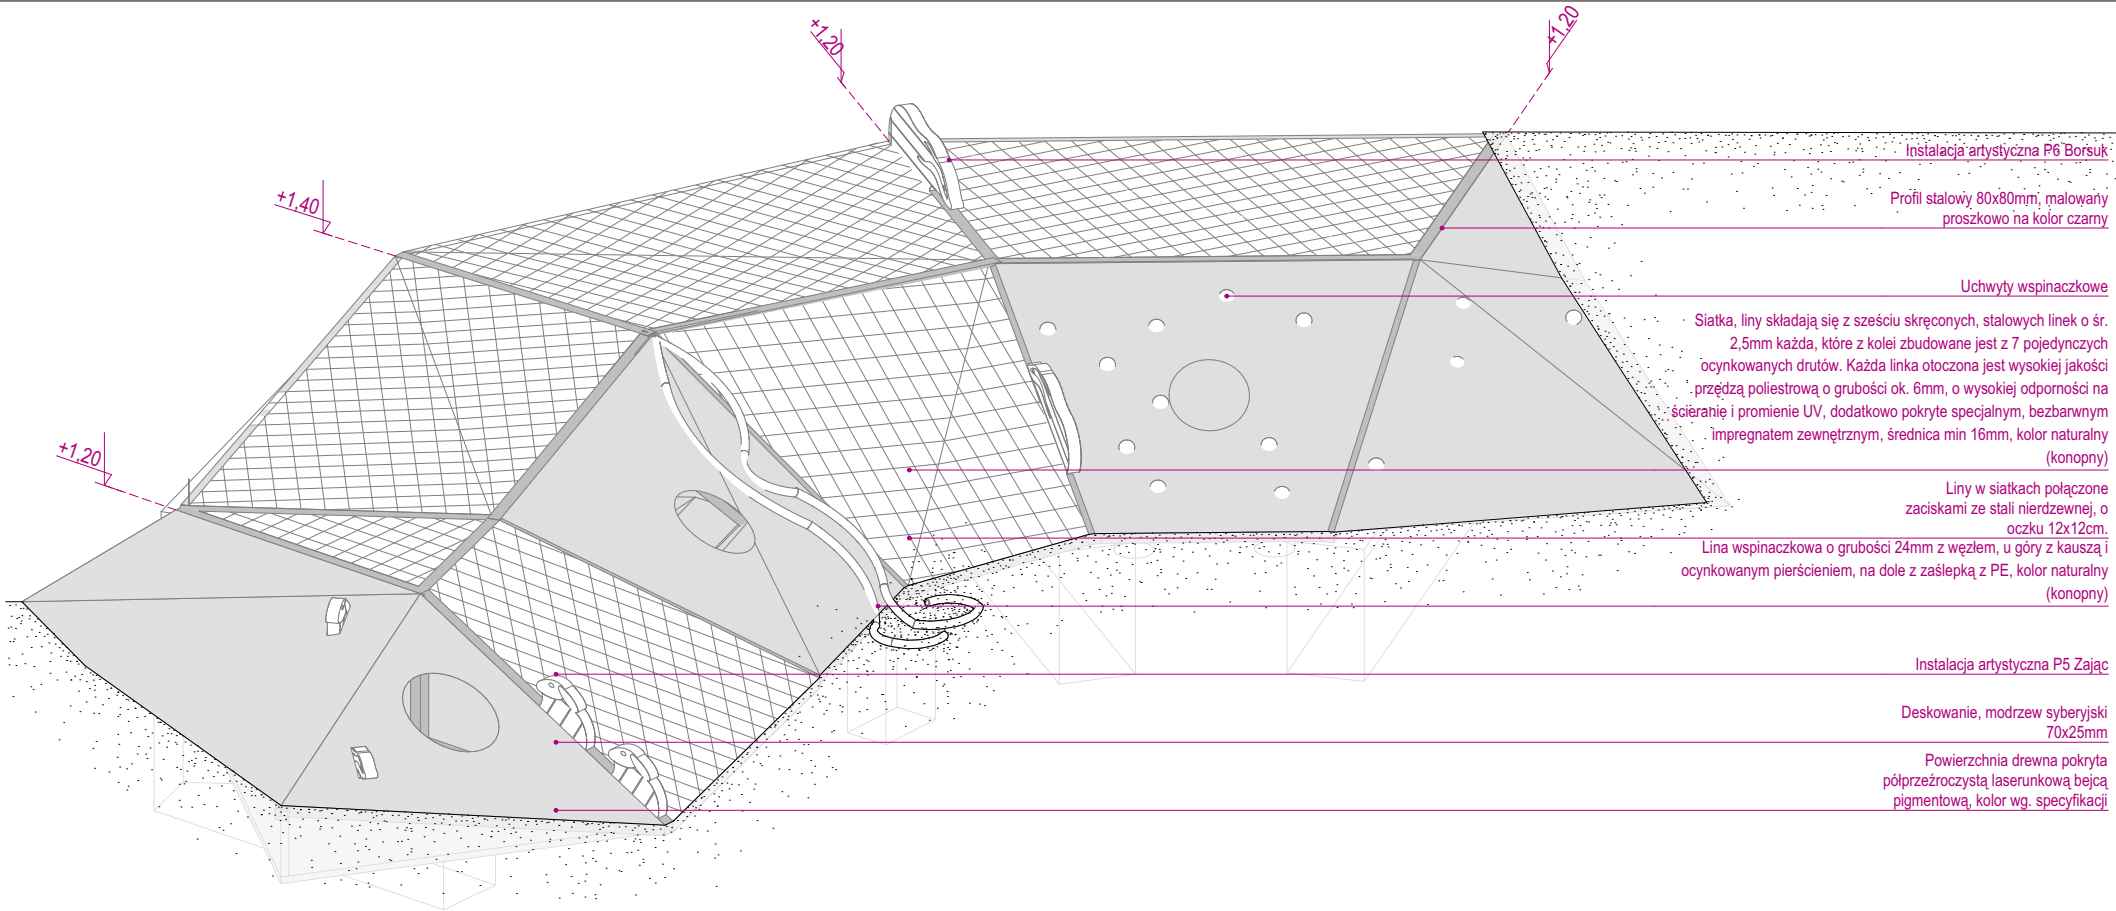 +1,20
+1,20
+1,40
+1,20
Instalacja artystyczna P6 Borsuk
Profil stalowy 80x80mm, malowany
proszkowo na kolor czarny
Uchwyty wspinaczkowe
Siatka, liny składają się z sześciu skręconych, stalowych linek o śr.
2,5mm każda, które z kolei zbudowane jest z 7 pojedynczych
ocynkowanych drutów. Każda linka otoczona jest wysokiej jakości
przędzą poliestrową o grubości ok. 6mm, o wysokiej odporności na
ścieranie i promienie UV, dodatkowo pokryte specjalnym, bezbarwnym
impregnatem zewnętrznym, średnica min 16mm, kolor naturalny
(konopny)
Liny w siatkach połączone
zaciskami ze stali nierdzewnej, o
oczku 12x12cm.
Lina wspinaczkowa o grubości 24mm z węzłem, u góry z kauszą i
ocynkowanym pierścieniem, na dole z zaślepką z PE, kolor naturalny
(konopny)
Instalacja artystyczna P5 Zając
Deskowanie, modrzew syberyjski
70x25mm
Powierzchnia drewna pokryta
półprzeźroczystą laserunkową bejcą
pigmentową, kolor wg. specyfikacji